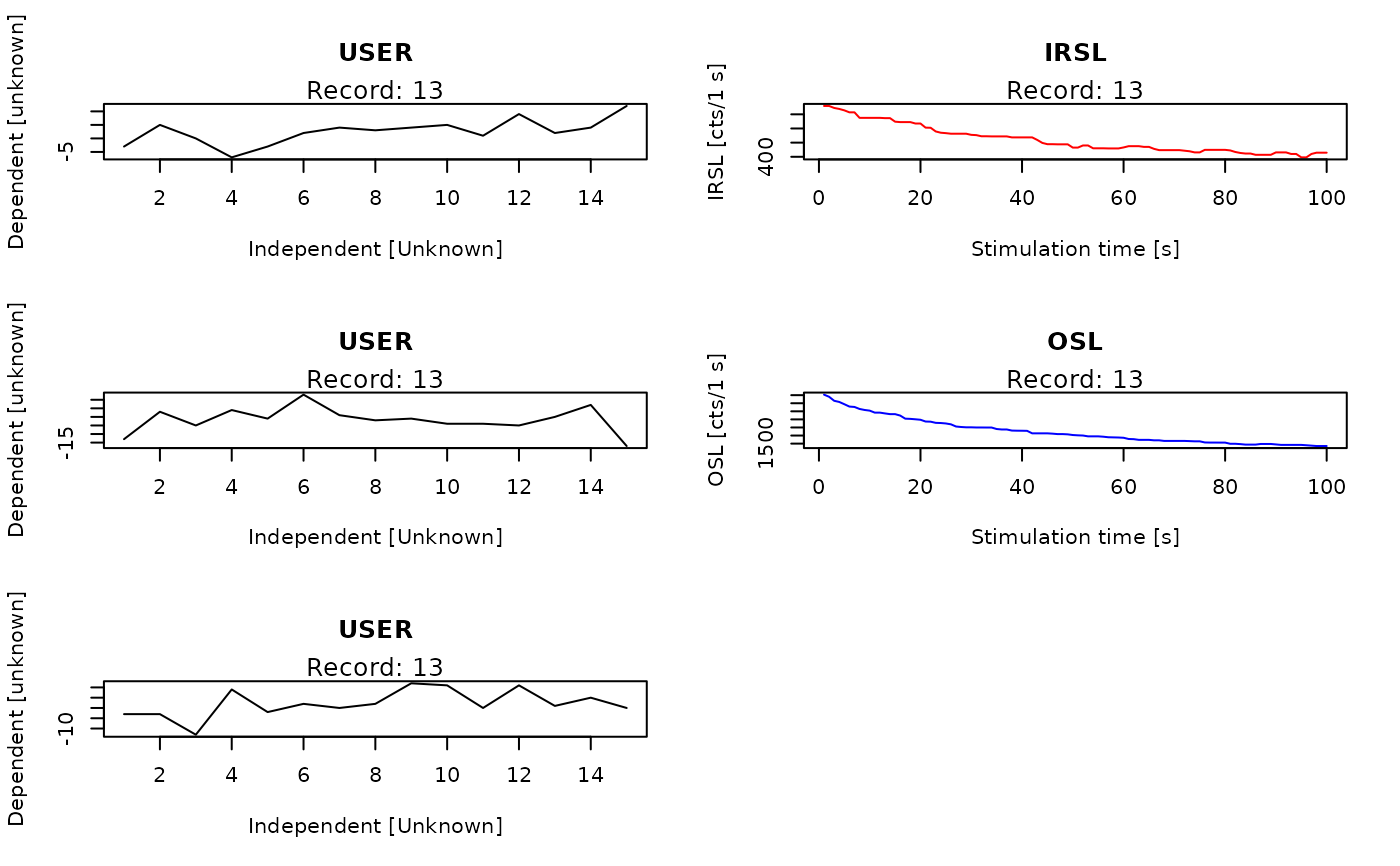 USER
Record: 13
Dependent [unknown]
-5
2 4 6 8 10 12 14
Independent [Unknown]
IRSL
Record: 13
IRSL [cts/1 s]
400
0 20 40 60 80 100
Stimulation time [s]
USER
Record: 13
Dependent [unknown]
-15
2 4 6 8 10 12 14
Independent [Unknown]
OSL
Record: 13
OSL [cts/1 s]
1500
0 20 40 60 80 100
Stimulation time [s]
USER
Record: 13
Dependent [unknown]
-10
2 4 6 8 10 12 14
Independent [Unknown]